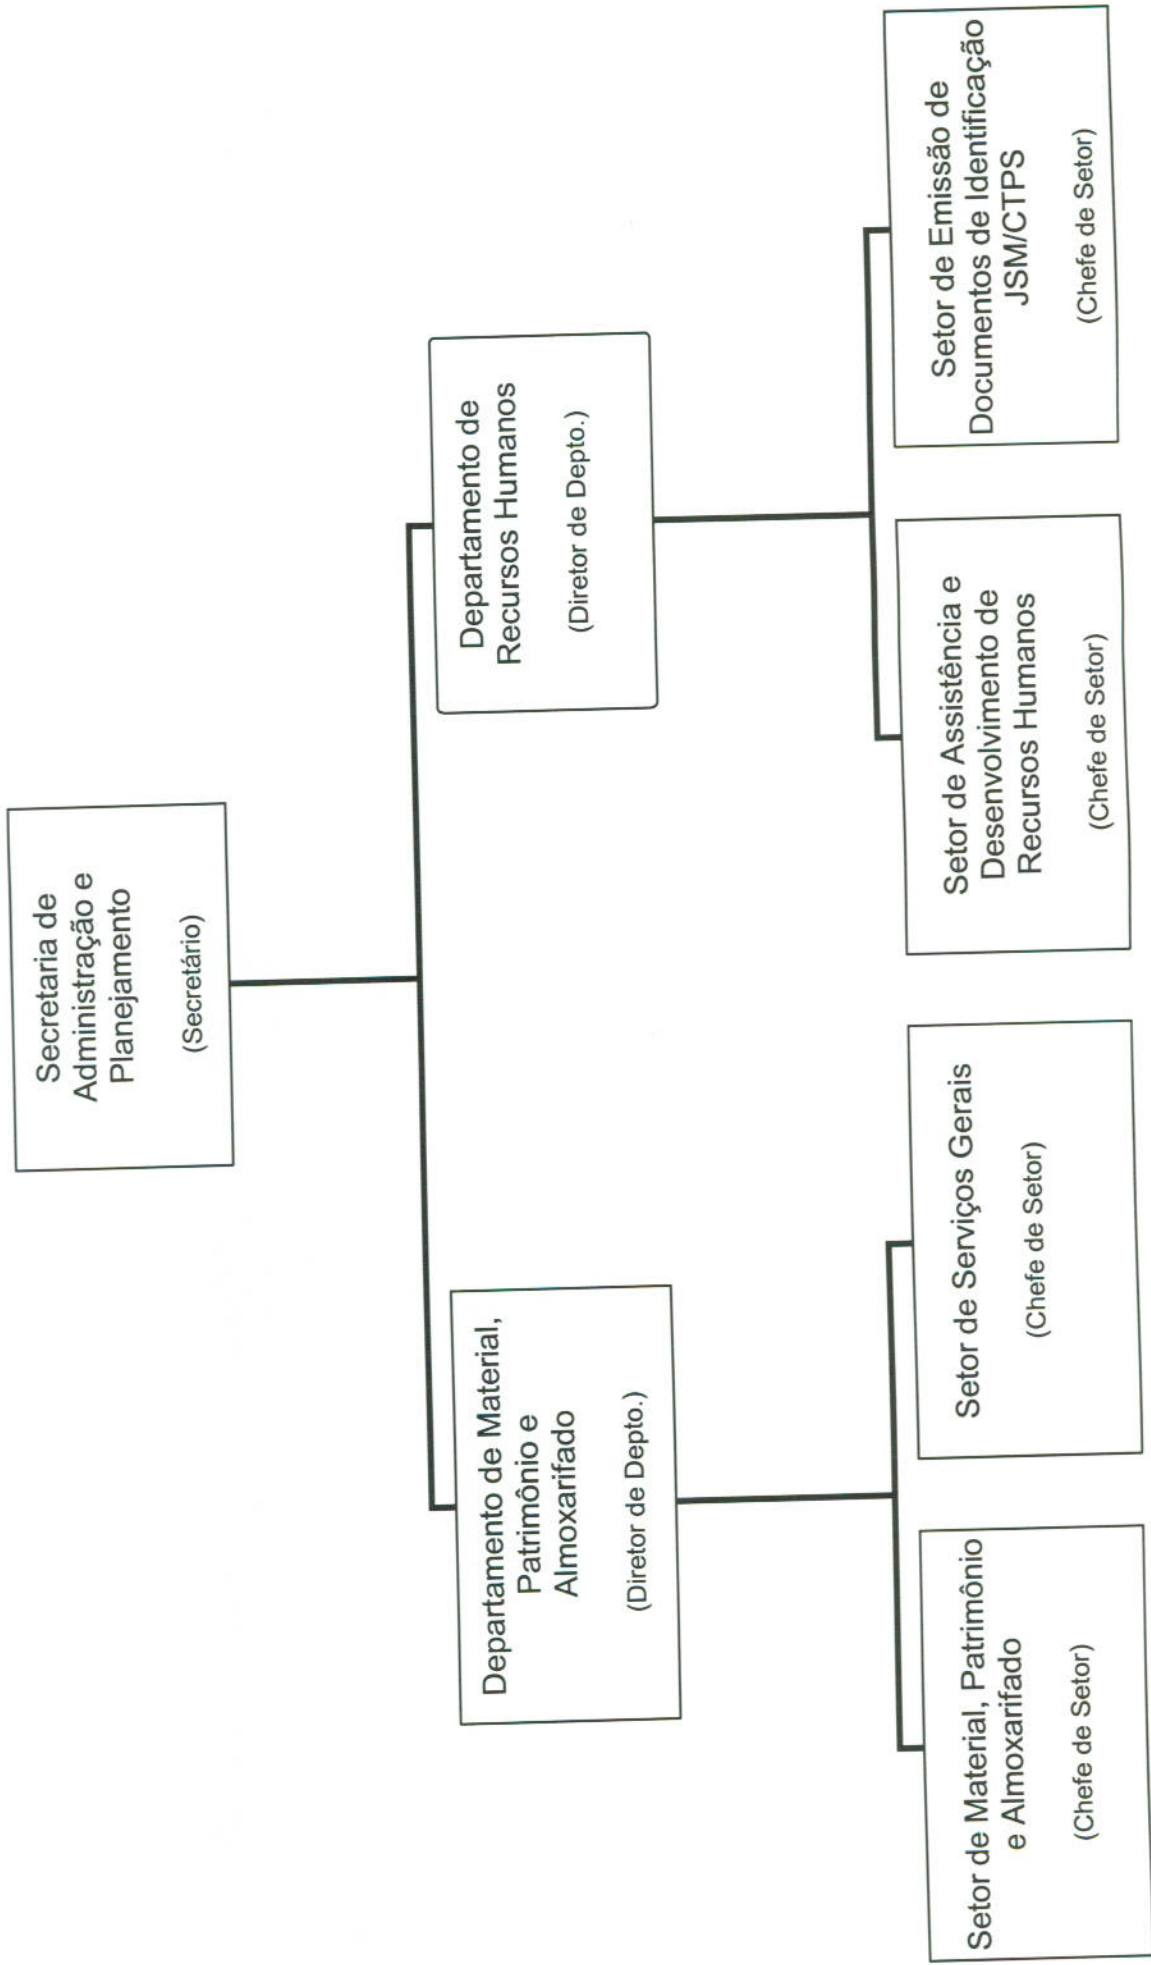 Secretaria de
Administração e
Planejamento
(Secretário)
Departamento de Material,
Patrimônio e
Almoxarifado
(Diretor de Depto.)
Departamento de
Recursos Humanos
(Diretor de Depto.)
Setor de Material, Patrimônio
e Almoxarifado
(Chefe de Setor)
Setor de Serviços Gerais
(Chefe de Setor)
Setor de Assistência e
Desenvolvimento de
Recursos Humanos
(Chefe de Setor)
Setor de Emissão de
Documentos de Identificação
JSM/CTPS
(Chefe de Setor)